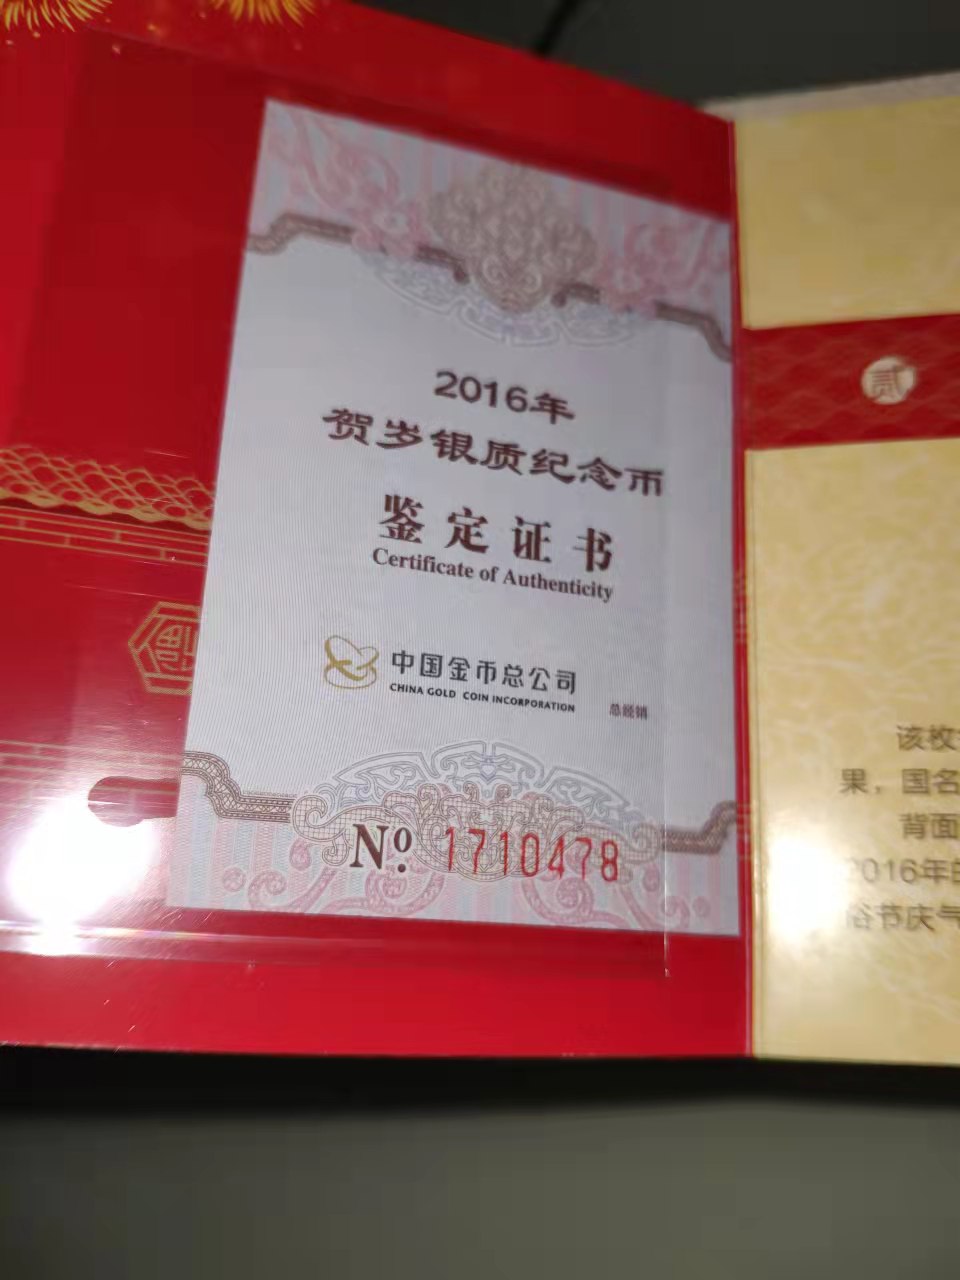 2016年
贺岁银质纪念币
鉴定证书
Certificate of Authenticity
中国金币总公司
CHINA GOLD COIN INCORPORATION
总经销
Nº. 1710478
贰
该枚
果，国名
背面
2016年
俗节庆气